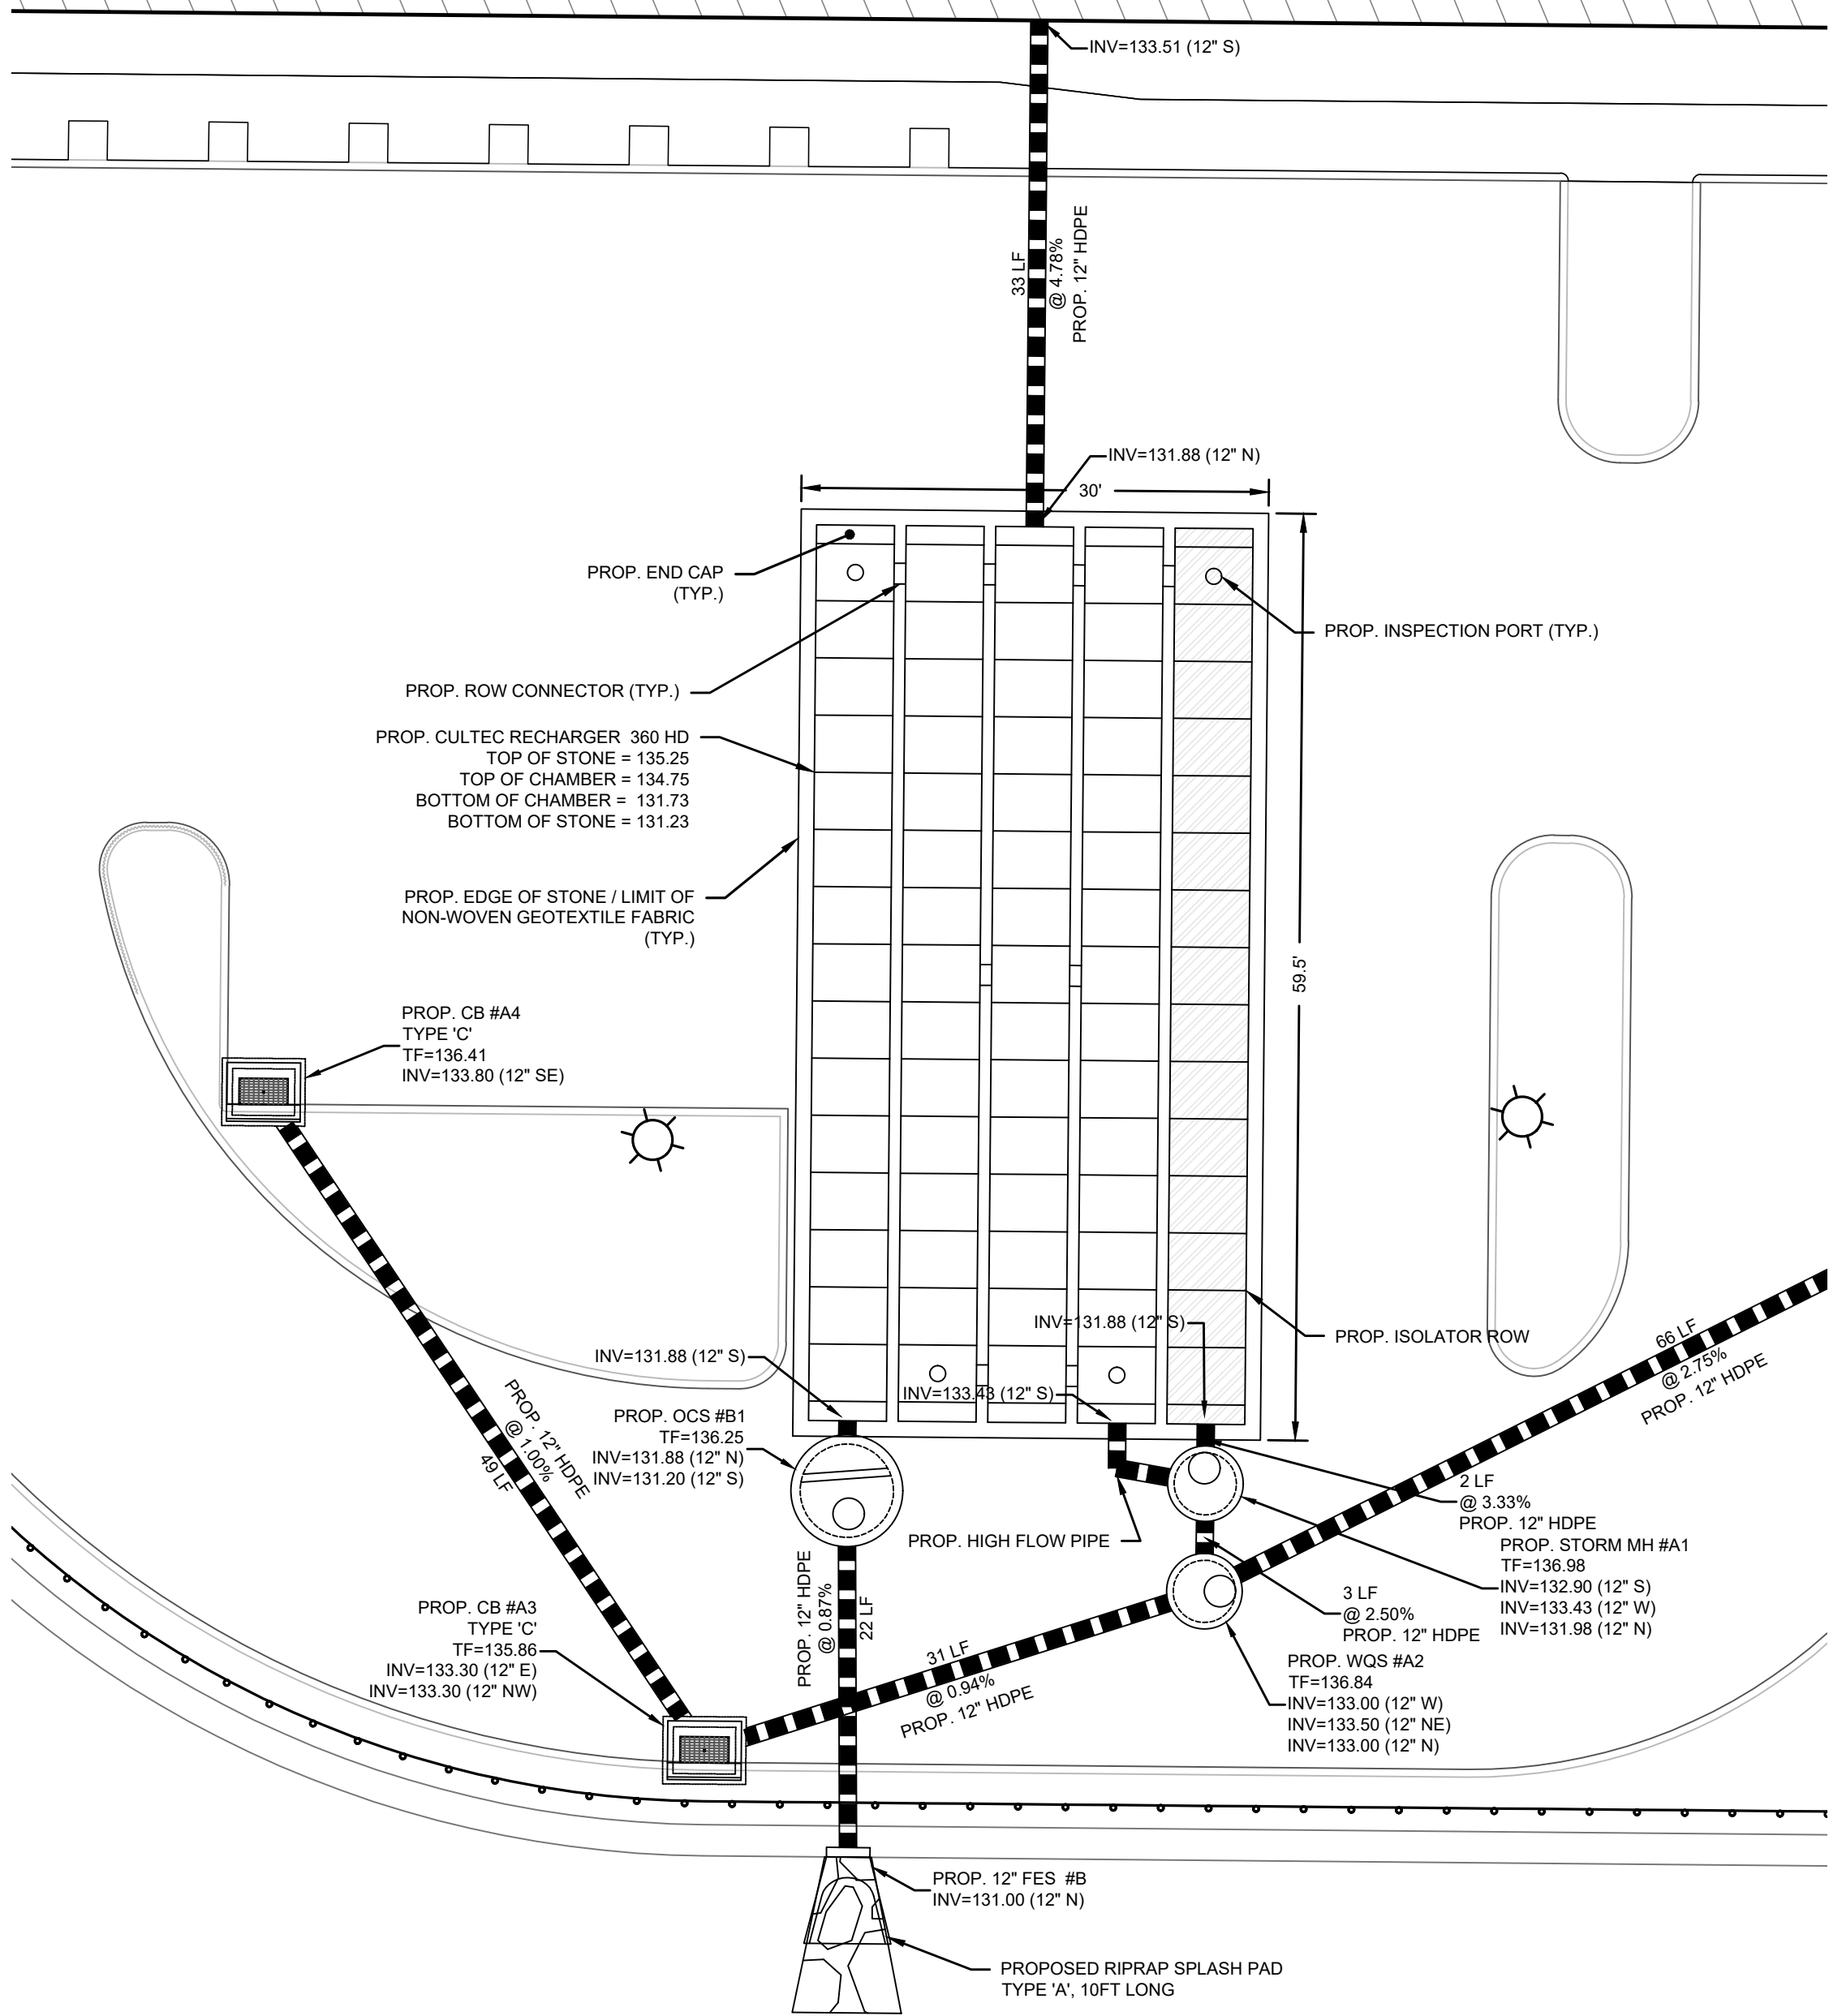 INV=133.51 (12" S)
33 LF
@ 4.78%
PROP. 12" HDPE
INV=131.88 (12" N)
30'
PROP. END CAP
(TYP.)
PROP. INSPECTION PORT (TYP.)
PROP. ROW CONNECTOR (TYP.)
PROP. CULTEC RECHARGER 360 HD
TOP OF STONE = 135.25
TOP OF CHAMBER = 134.75
BOTTOM OF CHAMBER = 131.73
BOTTOM OF STONE = 131.23
PROP. EDGE OF STONE / LIMIT OF
NON-WOVEN GEOTEXTILE FABRIC
(TYP.)
59.5'
PROP. CB #A4
TYPE 'C'
TF=136.41
INV=133.80 (12" SE)
INV=131.88 (12" S)
PROP. ISOLATOR ROW
66 LF
@ 2.75%
PROP. 12" HDPE
INV=131.88 (12" S)
INV=133.43 (12" S)
PROP. 12" HDPE
@ 1.00%
49 LF
PROP. OCS #B1
TF=136.25
INV=131.88 (12" N)
INV=131.20 (12" S)
PROP. HIGH FLOW PIPE
2 LF
@ 3.33%
PROP. 12" HDPE
PROP. STORM MH #A1
TF=136.98
INV=132.90 (12" S)
INV=133.43 (12" W)
INV=131.98 (12" N)
PROP. 12" HDPE
@ 0.87%
22 LF
3 LF
@ 2.50%
PROP. 12" HDPE
PROP. CB #A3
TYPE 'C'
TF=135.86
INV=133.30 (12" E)
INV=133.30 (12" NW)
31 LF
@ 0.94%
PROP. 12" HDPE
PROP. WQS #A2
TF=136.84
INV=133.00 (12" W)
INV=133.50 (12" NE)
INV=133.00 (12" N)
PROP. 12" FES #B
INV=131.00 (12" N)
PROPOSED RIPRAP SPLASH PAD
TYPE 'A', 10FT LONG